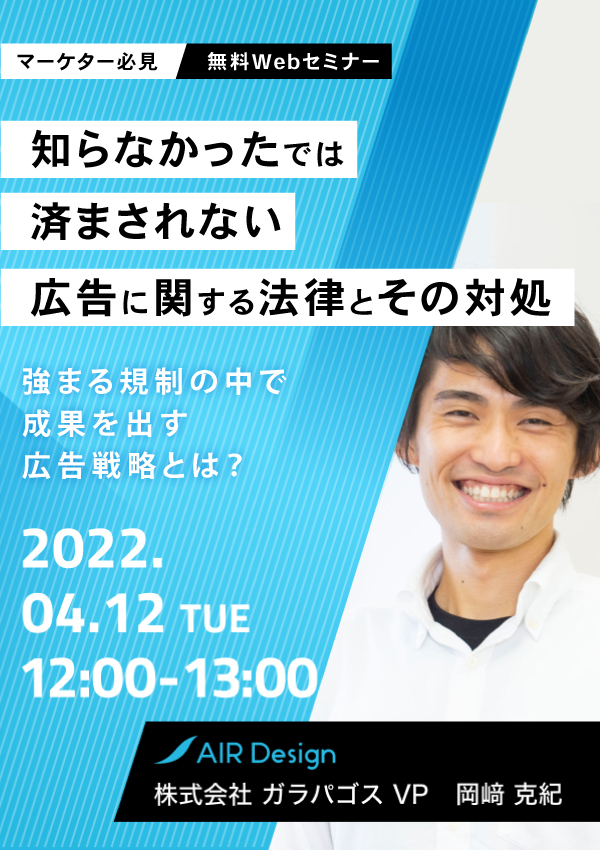 マーケター必見 無料Webセミナー
知らなかったでは
済まされない
広告に関する法律とその対処
強まる規制の中で
成果を出す
広告戦略とは？
2022.
04.12 TUE
12:00-13:00
AIR Design
株式会社 ガラパゴス VP 岡﨑 克紀